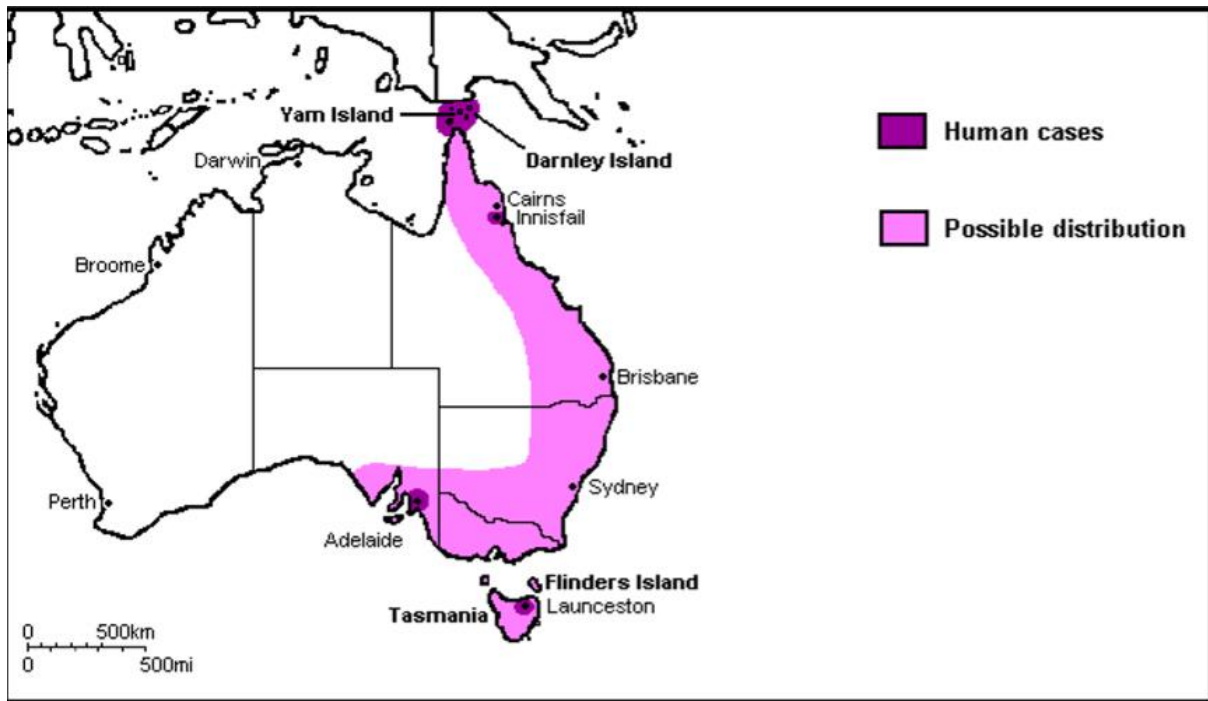 Yam Island
Darnley Island
Darwin
Cairns
Innisfail
Broome
Brisbane
Perth
Sydney
Adelaide
Flinders Island
Launceston
Tasmania
0 500km
0 500mi
Human cases
Possible distribution